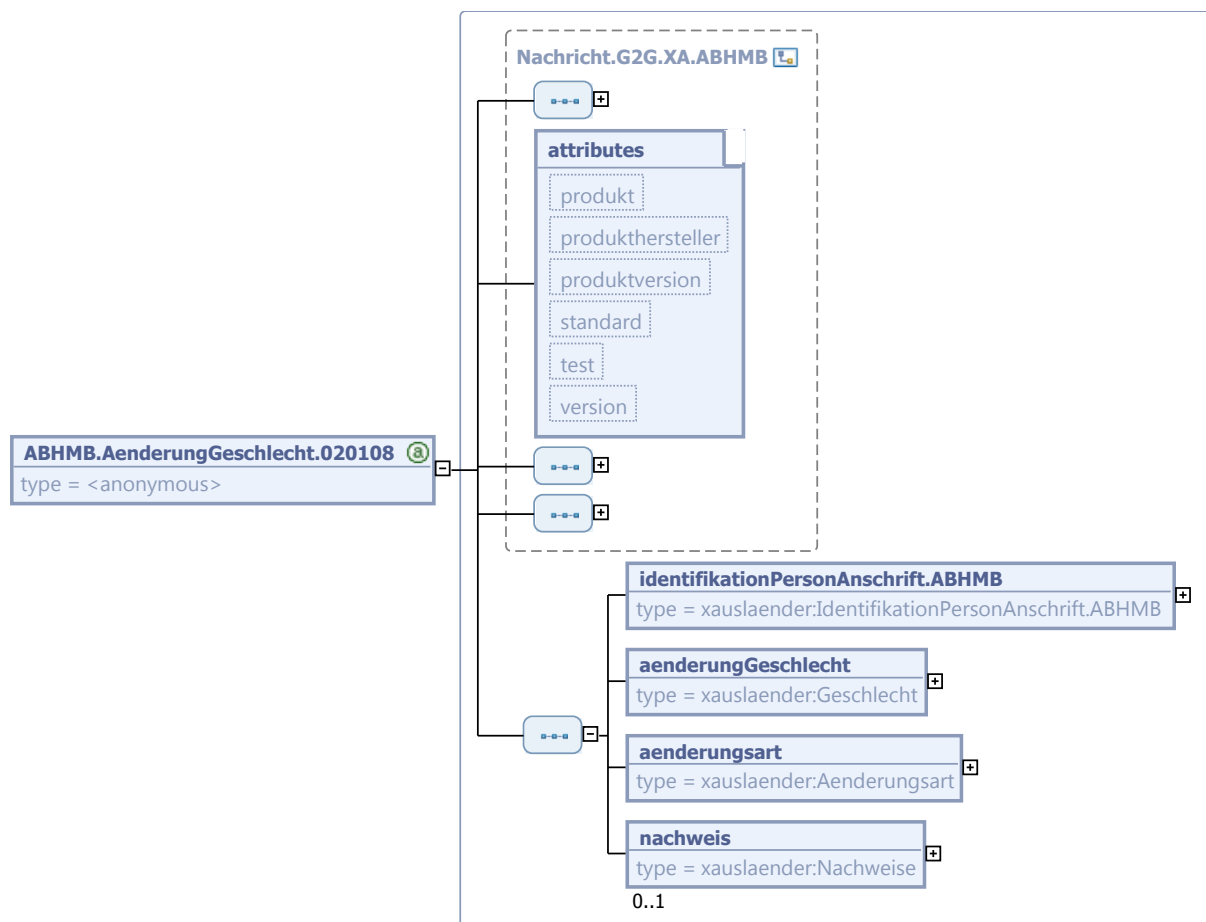 Nachricht.G2G.XA.ABHMB
attributes
produkt
produkthersteller
produktversion
standard
test
version
ABHMB.AenderungGeschlecht.020108 a
type = <anonymous>
identifikationPersonAnschrift.ABHMB
type = xauslaender:IdentifikationPersonAnschrift.ABHMB
aenderungGeschlecht
type = xauslaender:Geschlecht
aenderungsart
type = xauslaender:Aenderungsart
nachweis
type = xauslaender:Nachweise
0..1